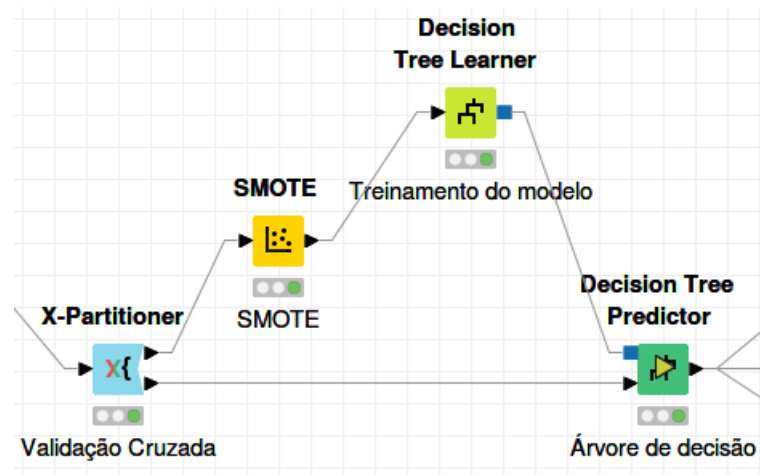 Decision
Tree Learner
Treinamento do modelo
SMOTE
SMOTE
Decision Tree
Predictor
Árvore de decisão
X-Partitioner
X{
Validação Cruzada